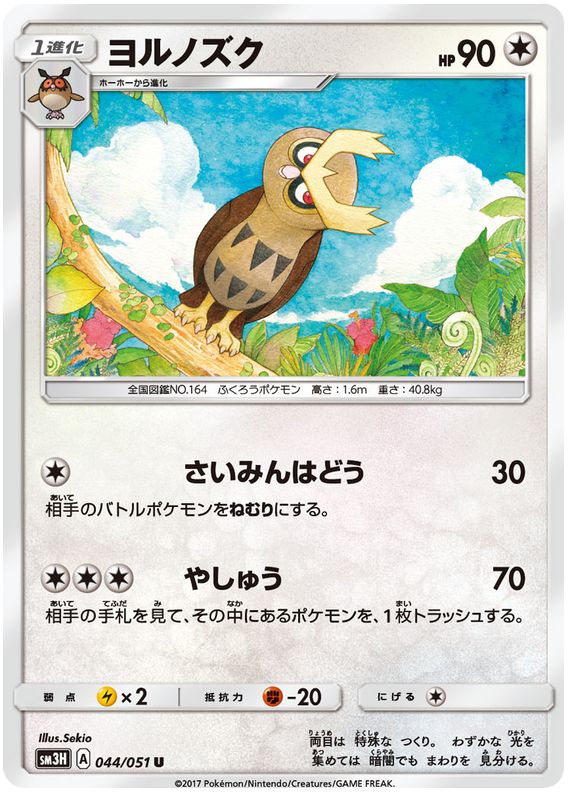 1進化 ヨルノズク HP 90
ホーホーから進化
全国図鑑NO.164 ふくろうポケモン 高さ:1.6m 重さ:40.8kg
さいみんはどう 30
相手のバトルポケモンをねむりにする。
やしゅう 70
相手の手札を見て、その中にあるポケモンを、1枚トラッシュする。
弱点 ×2 抵抗力 -20 にげる
Illus.Sekio
SM3H A 044/051 U
両目は 特殊な つくり。 わずかな 光を
集めては 暗闇でも まわりを 見分ける。
©2017 Pokémon/Nintendo/Creatures/GAME FREAK.